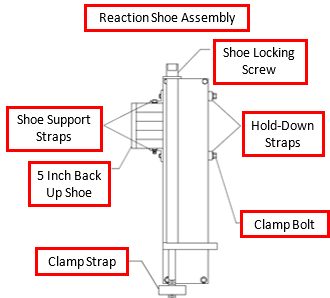 Reaction Shoe Assembly
Shoe Locking
Screw
Shoe Support
Straps
Hold-Down
Straps
5 Inch Back
Up Shoe
Clamp Bolt
Clamp Strap